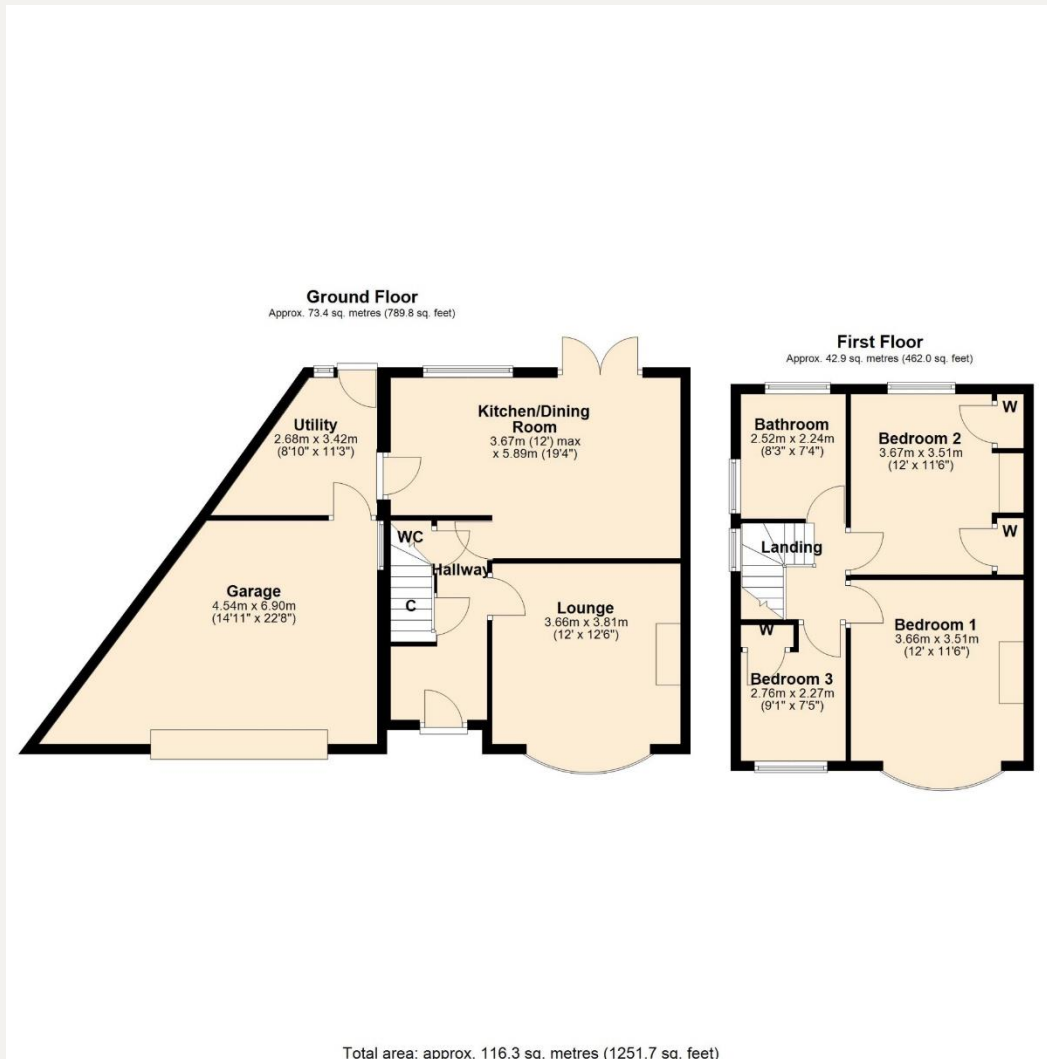 Ground Floor
Approx. 73.4 sq. metres (789.8 sq. feet)
Utility
2.68m x 3.42m
(8'10" x 11'3")
Kitchen/Dining
Room
3.67m (12') max
x 5.89m (19'4")
WC
Hallway
C
Garage
4.54m x 6.90m
(14'11" x 22'8")
Lounge
3.66m x 3.81m
(12' x 12'6")
First Floor
Approx. 42.9 sq. metres (462.0 sq. feet)
Bathroom
2.52m x 2.24m
(8'3" x 7'4")
Bedroom 2
3.67m x 3.51m
(12' x 11'6")
W
W
Landing
Bedroom 1
3.66m x 3.51m
(12' x 11'6")
W
Bedroom 3
2.76m x 2.27m
(9'1" x 7'5")
Total area: approx. 116.3 sq. metres (1251.7 sq. feet)